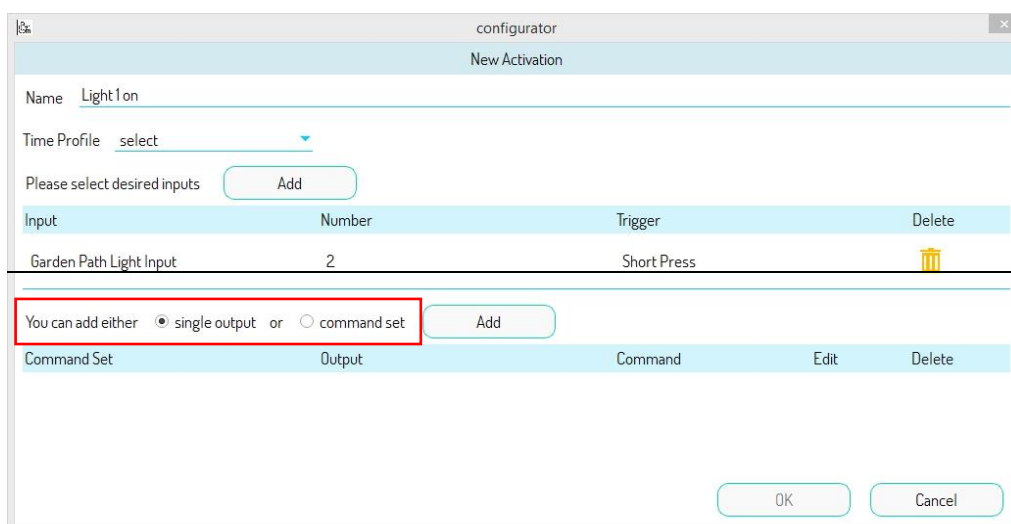 configurator
New Activation
Name Light 1 on
Time Profile select
Please select desired inputs Add
Input Number Trigger Delete
Garden Path Light Input 2 Short Press
You can add either single output or command set Add
Command Set Output Command Edit Delete
OK Cancel